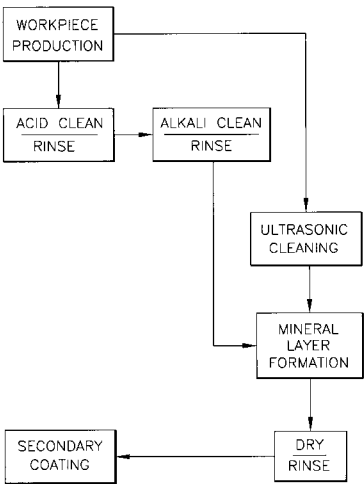 WORKPIECE
PRODUCTION
ACID CLEAN
RINSE
ALKALI CLEAN
RINSE
ULTRASONIC
CLEANING
MINERAL
LAYER
FORMATION
SECONDARY
COATING
DRY
RINSE